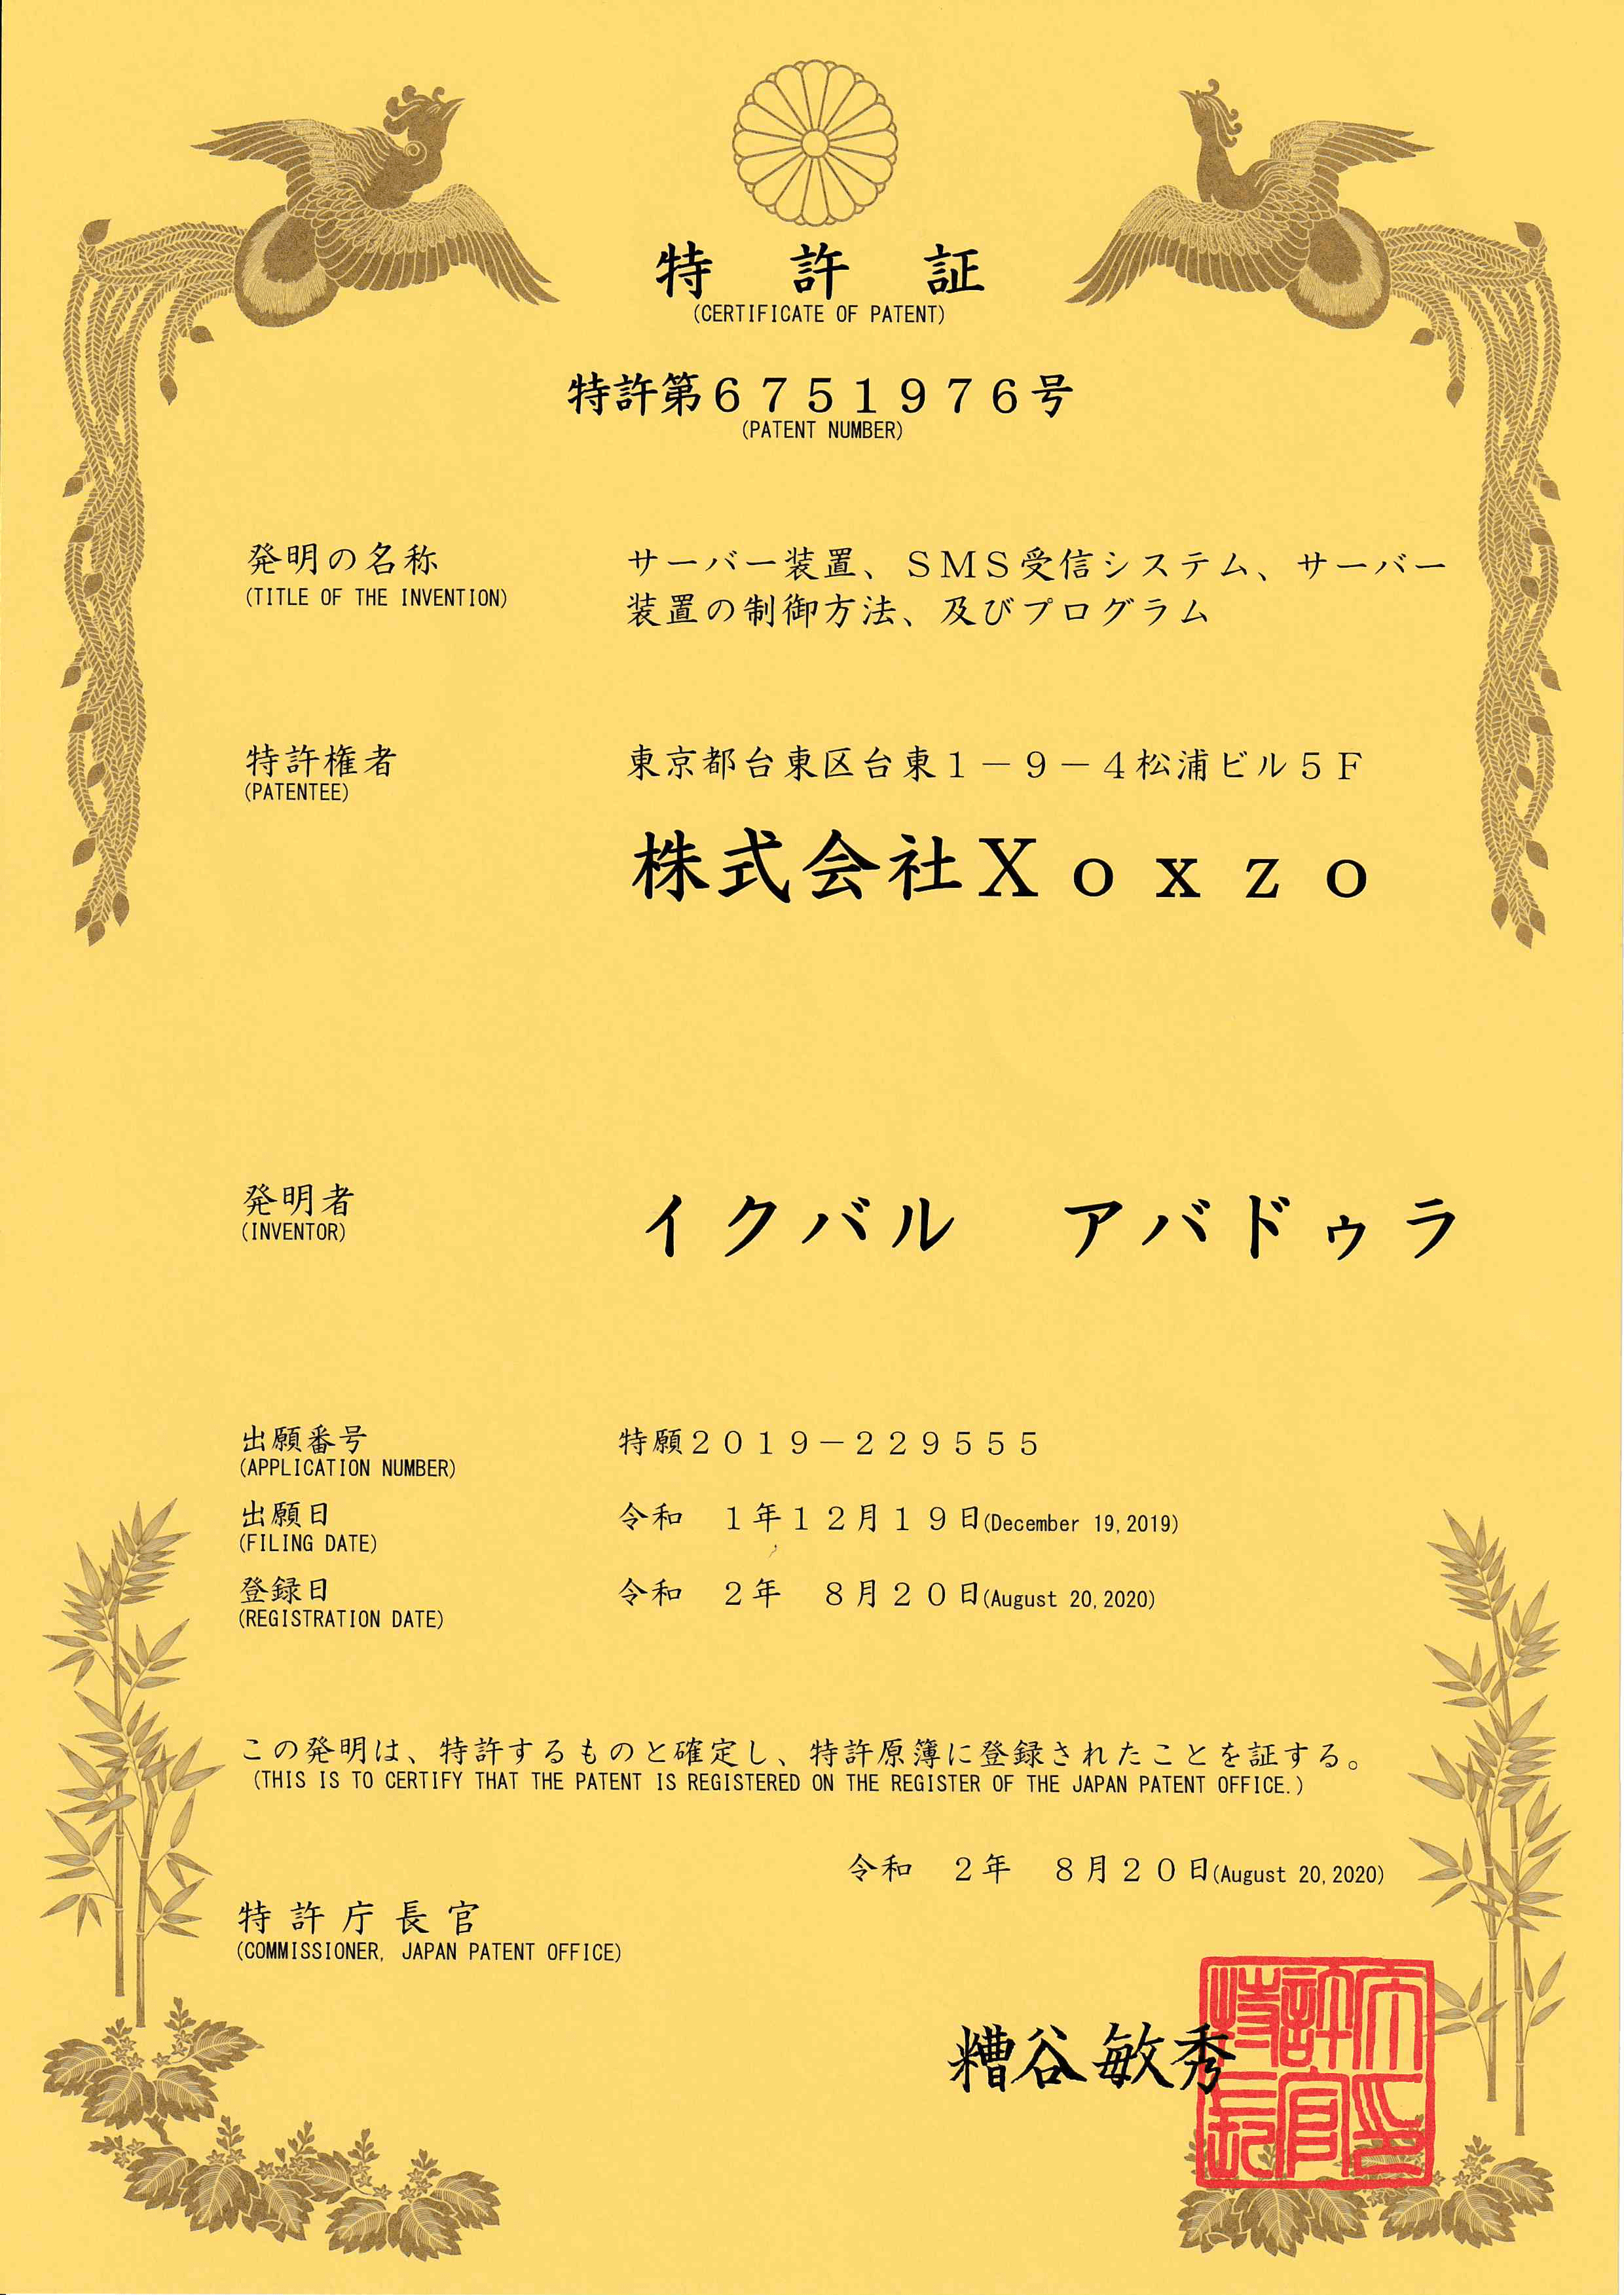 特許証
(CERTIFICATE OF PATENT)
特許第６７５１９７６号
(PATENT NUMBER)
発明の名称
(TITLE OF THE INVENTION)
サーバー装置、ＳＭＳ受信システム、サーバー
装置の制御方法、及びプログラム
特許権者
(PATENTEE)
東京都台東区台東１－９－４松浦ビル５Ｆ
株式会社Ｘｏｘｚｏ
発明者
(INVENTOR)
イクバル　アバドゥラ
出願番号
(APPLICATION NUMBER)
特願２０１９－２２９５５５
出願日
(FILING DATE)
令和　１年１２月１９日(December 19,2019)
登録日
(REGISTRATION DATE)
令和　２年　８月２０日(August 20,2020)
この発明は、特許するものと確定し、特許原簿に登録されたことを証する。
(THIS IS TO CERTIFY THAT THE PATENT IS REGISTERED ON THE REGISTER OF THE JAPAN PATENT OFFICE.)
令和　２年　８月２０日(August 20,2020)
特許庁長官
(COMMISSIONER, JAPAN PATENT OFFICE)
糟谷敏秀